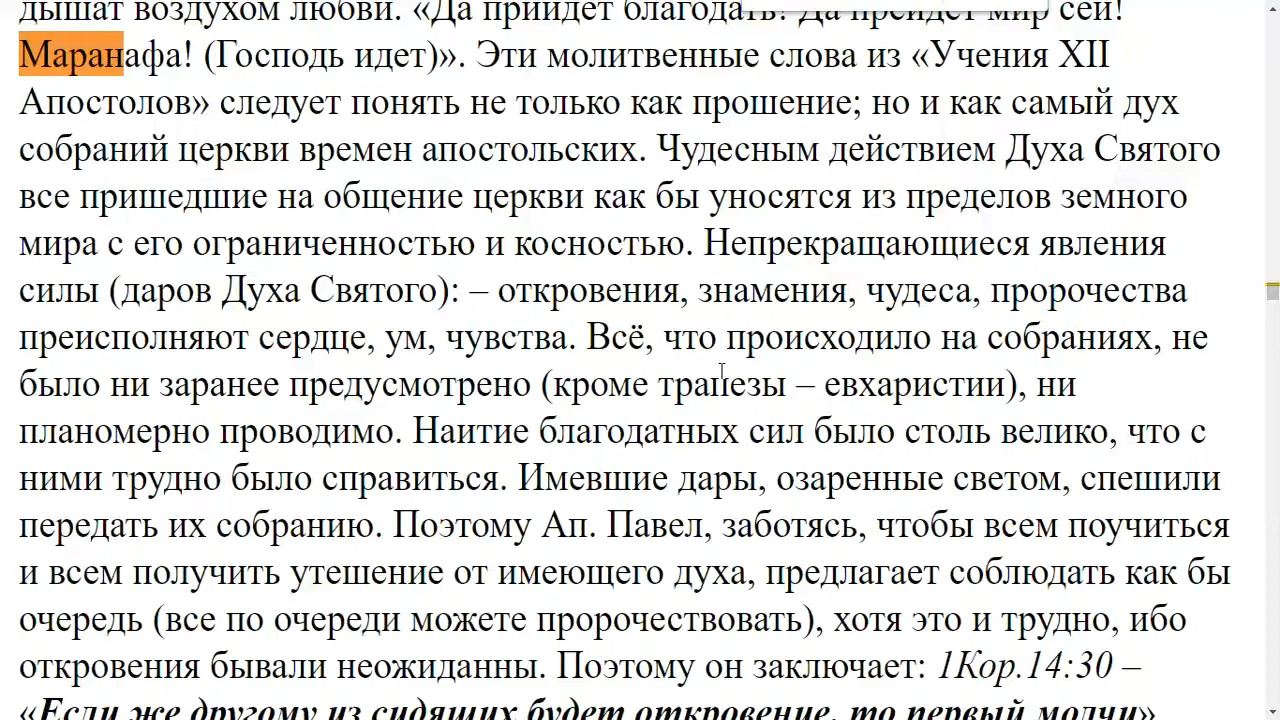 дышат воздухом любви. «Да приидет благодать! Да прейдет мир сей!
Маранафа! (Господь идет)». Эти молитвенные слова из «Учения XII
Апостолов» следует понять не только как прошение; но и как самый дух
собраний церкви времен апостольских. Чудесным действием Духа Святого
все пришедшие на общение церкви как бы уносятся из пределов земного
мира с его ограниченностью и косностью. Непрекращающиеся явления
силы (даров Духа Святого): – откровения, знамения, чудеса, пророчества
преисполняют сердце, ум, чувства. Всё, что происходило на собраниях, не
было ни заранее предусмотрено (кроме трапезы – евхаристии), ни
планомерно проводимо. Наитие благодатных сил было столь велико, что с
ними трудно было справиться. Имевшие дары, озаренные светом, спешили
передать их собранию. Поэтому Ап. Павел, заботясь, чтобы всем поучиться
и всем получить утешение от имеющего духа, предлагает соблюдать как бы
очередь (все по очереди можете пророчествовать), хотя это и трудно, ибо
откровения бывали неожиданны. Поэтому он заключает: 1Кор.14:30 –
«Если же другому из сидящих будет откровение, то первый молчи»